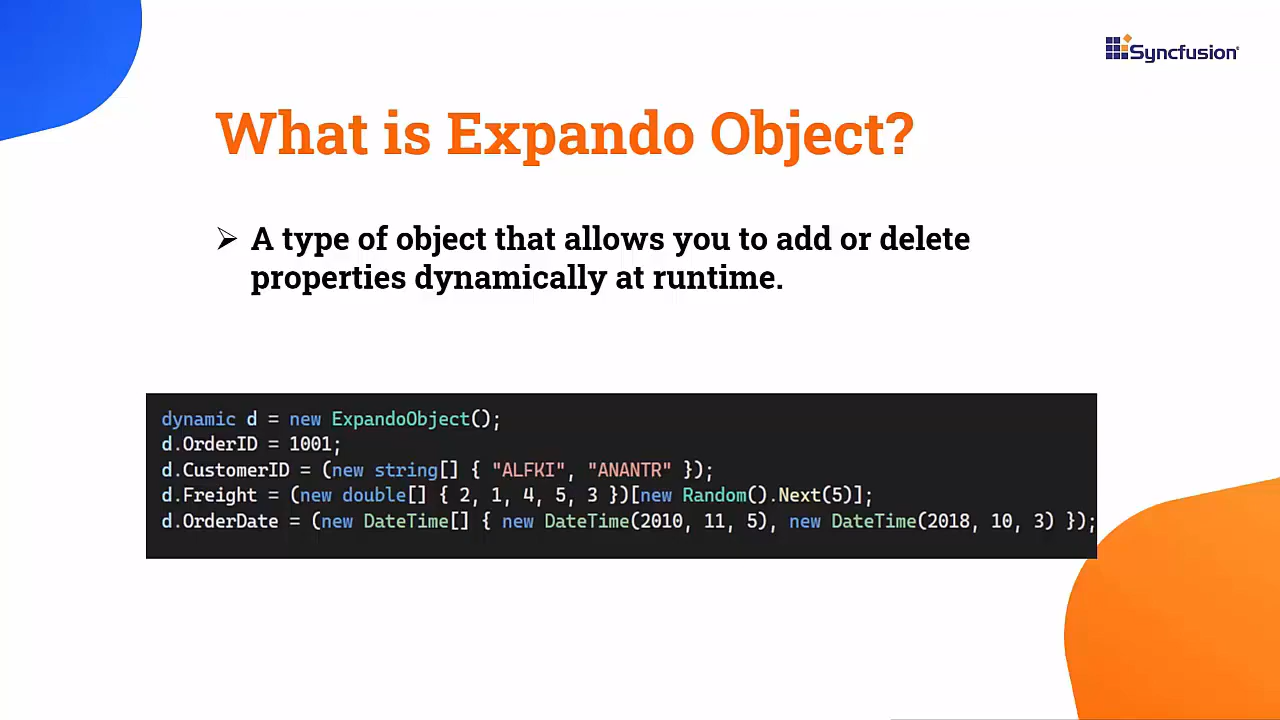 Syncfusion
What is Expando Object?
➢ A type of object that allows you to add or delete
properties dynamically at runtime.
dynamic d = new ExpandoObject();
d.OrderID = 1001;
d.CustomerID = (new string[] { "ALFKI", "ANANTR" });
d.Freight = (new double[] { 2, 1, 4, 5, 3 })[new Random().Next(5)];
d.OrderDate = (new DateTime[] { new DateTime(2010, 11, 5), new DateTime(2018, 10, 3) });